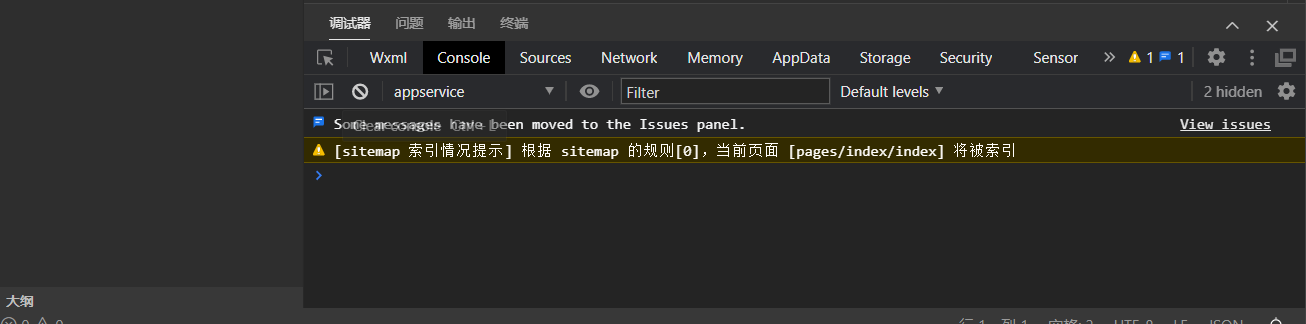 调试器 问题 输出 终端
Wxml Console Sources Network Memory AppData Storage Security Sensor 1 1
appservice Filter Default levels 2 hidden
Some messages have been moved to the Issues panel. View issues
Clear console Ctrl + L
[sitemap 索引情况提示] 根据 sitemap 的规则[0]，当前页面 [pages/index/index] 将被索引
大纲